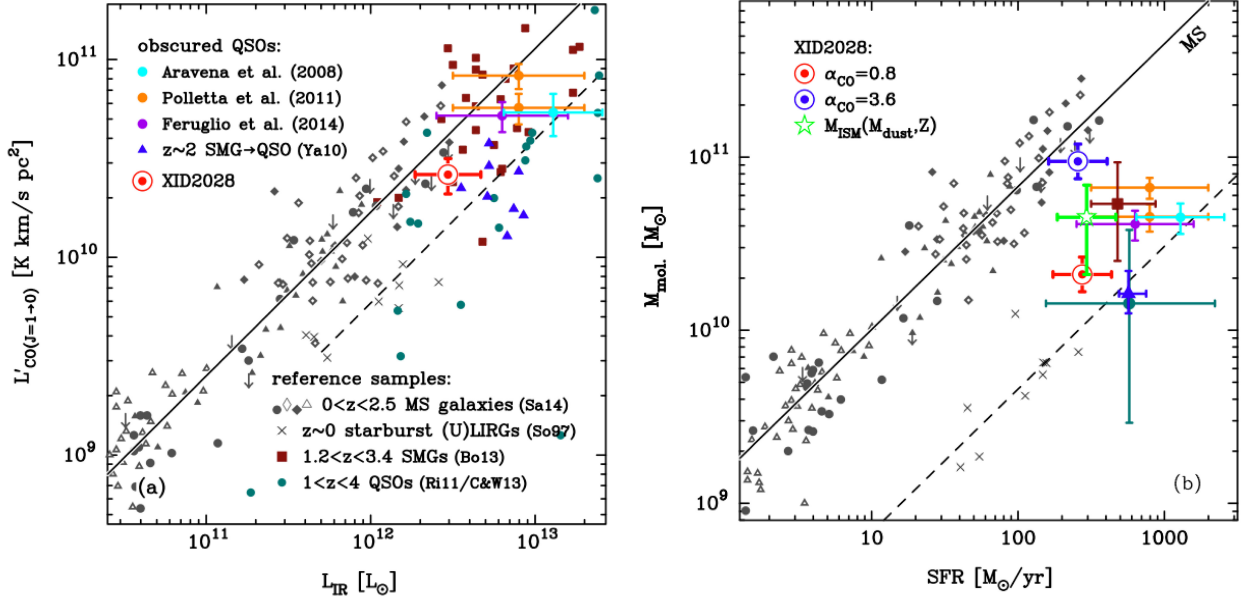 10¹¹
10¹⁰
10⁹
L'CO(J=1→0) [K km/s pc²]
obscured QSOs:
Aravena et al. (2008)
Polletta et al. (2011)
Feruglio et al. (2014)
z~2 SMG→QSO (Ya10)
XID2028
reference samples:
0<z<2.5 MS galaxies (Sa14)
z~0 starburst (U)LIRGs (So97)
1.2<z<3.4 SMGs (Bo13)
1<z<4 QSOs (Ri11/C&W13)
(a)
10¹¹ 10¹² 10¹³
L_IR [L⊙]
10¹¹
10¹⁰
10⁹
M_mol. [M⊙]
XID2028:
α_CO=0.8
α_CO=3.6
M_ISM(M_dust,Z)
MS
(b)
10 100 1000
SFR [M⊙/yr]